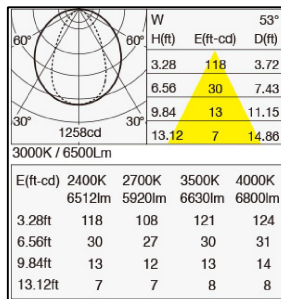 60° 60°
30° 30°
1258cd
W 53°
H(ft) E(ft-cd) D(ft)
3.28 118 3.72
6.56 30 7.43
9.84 13 11.15
13.12 7 14.86
3000K / 6500Lm
E(ft-cd) 2400K 2700K 3500K 4000K
6512lm 5920lm 6630lm 6800lm
3.28ft 118 108 121 124
6.56ft 30 27 30 31
9.84ft 13 12 13 14
13.12ft 7 7 8 8